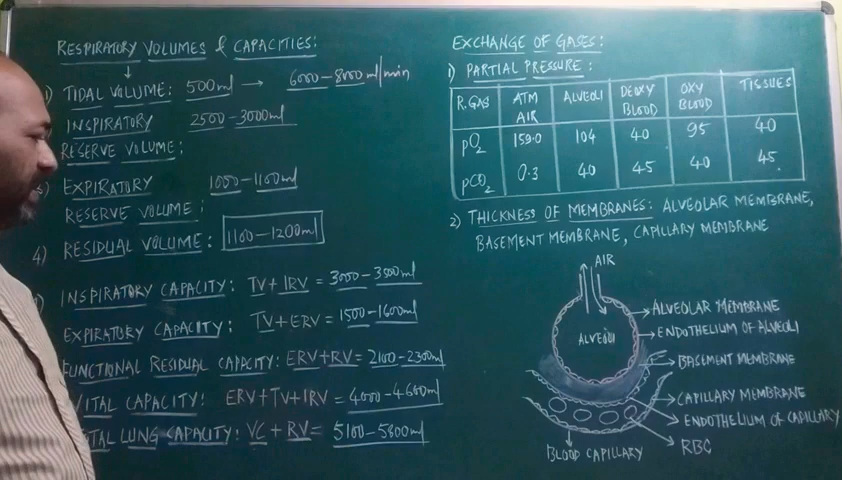 RESPIRATORY VOLUMES & CAPACITIES:
1) TIDAL VOLUME: 500ml → 6000-8000ml/min
INSPIRATORY 2500-3000ml
RESERVE VOLUME:
3) EXPIRATORY 1000-1100ml
RESERVE VOLUME:
4) RESIDUAL VOLUME: 1100-1200ml
INSPIRATORY CAPACITY: TV+IRV = 3000-3500ml
EXPIRATORY CAPACITY: TV+ERV = 1500-1600ml
FUNCTIONAL RESIDUAL CAPACITY: ERV+RV = 2100-2300ml
VITAL CAPACITY: ERV+TV+IRV = 4000-4600ml
TOTAL LUNG CAPACITY: VC + RV = 5100-5800ml
EXCHANGE OF GASES:
1) PARTIAL PRESSURE:
R.GAS ATM AIR ALVEOLI DEOXY BLOOD OXY BLOOD TISSUES
pO2 159.0 104 40 95 40
pCO2 0.3 40 45 40 45
2) THICKNESS OF MEMBRANES: ALVEOLAR MEMBRANE,
BASEMENT MEMBRANE, CAPILLARY MEMBRANE
AIR
ALVEOLI
ALVEOLAR MEMBRANE
ENDOTHELIUM OF ALVEOLI
BASEMENT MEMBRANE
CAPILLARY MEMBRANE
ENDOTHELIUM OF CAPILLARY
RBC
BLOOD CAPILLARY